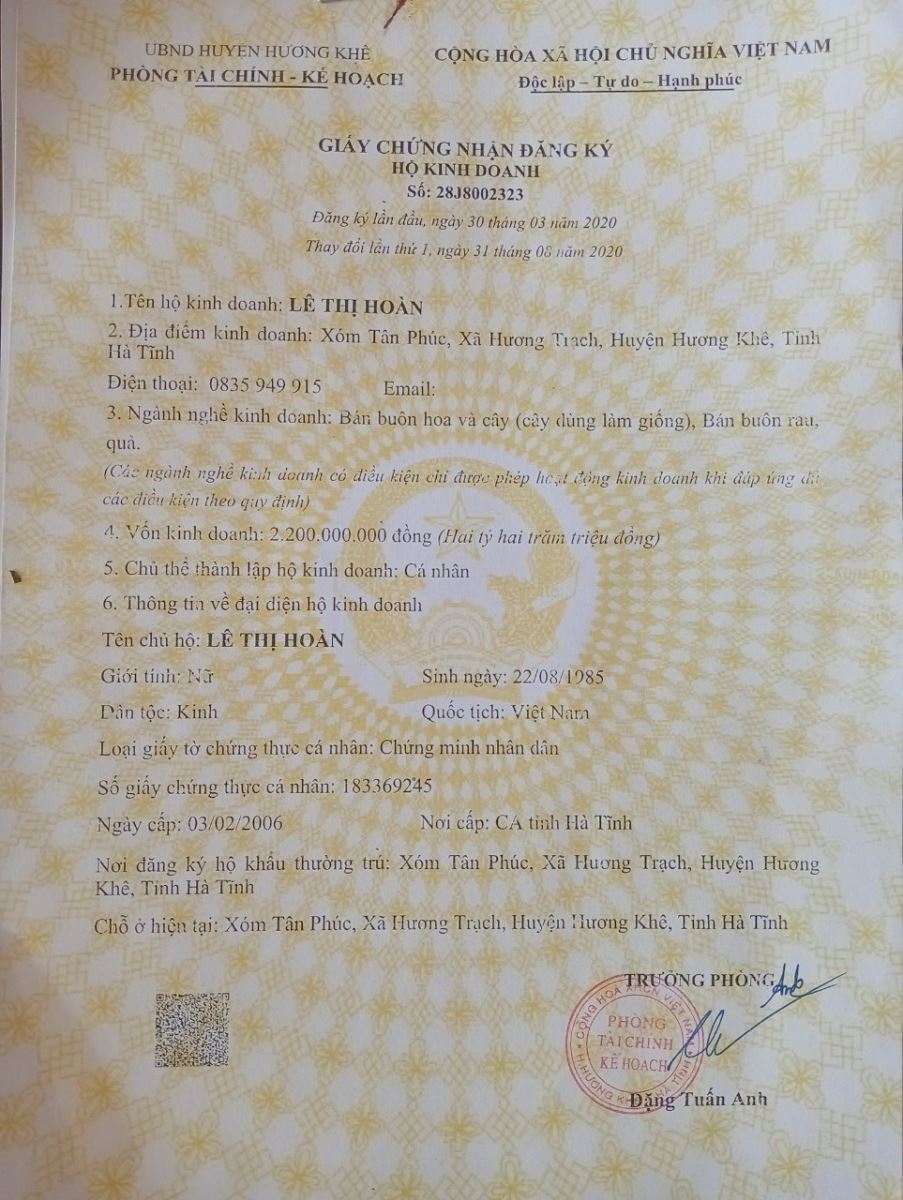 UBND HUYỆN HƯƠNG KHÊ
PHÒNG TÀI CHÍNH - KẾ HOẠCH
CỘNG HÒA XÃ HỘI CHỦ NGHĨA VIỆT NAM
Độc lập – Tự do – Hạnh phúc
GIẤY CHỨNG NHẬN ĐĂNG KÝ
HỘ KINH DOANH
Số: 28J8002323
Đăng ký lần đầu, ngày 30 tháng 03 năm 2020
Thay đổi lần thứ 1, ngày 31 tháng 08 năm 2020
1.Tên hộ kinh doanh: LÊ THỊ HOÀN
2. Địa điểm kinh doanh: Xóm Tân Phúc, Xã Hương Trạch, Huyện Hương Khê, Tỉnh
Hà Tĩnh
Điện thoại: 0835 949 915 Email:
3. Ngành nghề kinh doanh: Bán buôn hoa và cây (cây dùng làm giống), Bán buôn rau,
quả.
(Các ngành nghề kinh doanh có điều kiện chỉ được phép hoạt động kinh doanh khi đáp ứng đủ
các điều kiện theo quy định)
4. Vốn kinh doanh: 2.200.000.000 đồng (Hai tỷ hai trăm triệu đồng)
5. Chủ thể thành lập hộ kinh doanh: Cá nhân
6. Thông tin về đại diện hộ kinh doanh
Tên chủ hộ: LÊ THỊ HOÀN
Giới tính: Nữ Sinh ngày: 22/08/1985
Dân tộc: Kinh Quốc tịch: Việt Nam
Loại giấy tờ chứng thực cá nhân: Chứng minh nhân dân
Số giấy chứng thực cá nhân: 183369245
Ngày cấp: 03/02/2006 Nơi cấp: CA tỉnh Hà Tĩnh
Nơi đăng ký hộ khẩu thường trú: Xóm Tân Phúc, Xã Hương Trạch, Huyện Hương
Khê, Tỉnh Hà Tĩnh
Chỗ ở hiện tại: Xóm Tân Phúc, Xã Hương Trạch, Huyện Hương Khê, Tỉnh Hà Tĩnh
TRƯỞNG PHÒNG
PHÒNG
TÀI CHÍNH
KẾ HOẠCH
Đặng Tuấn Anh